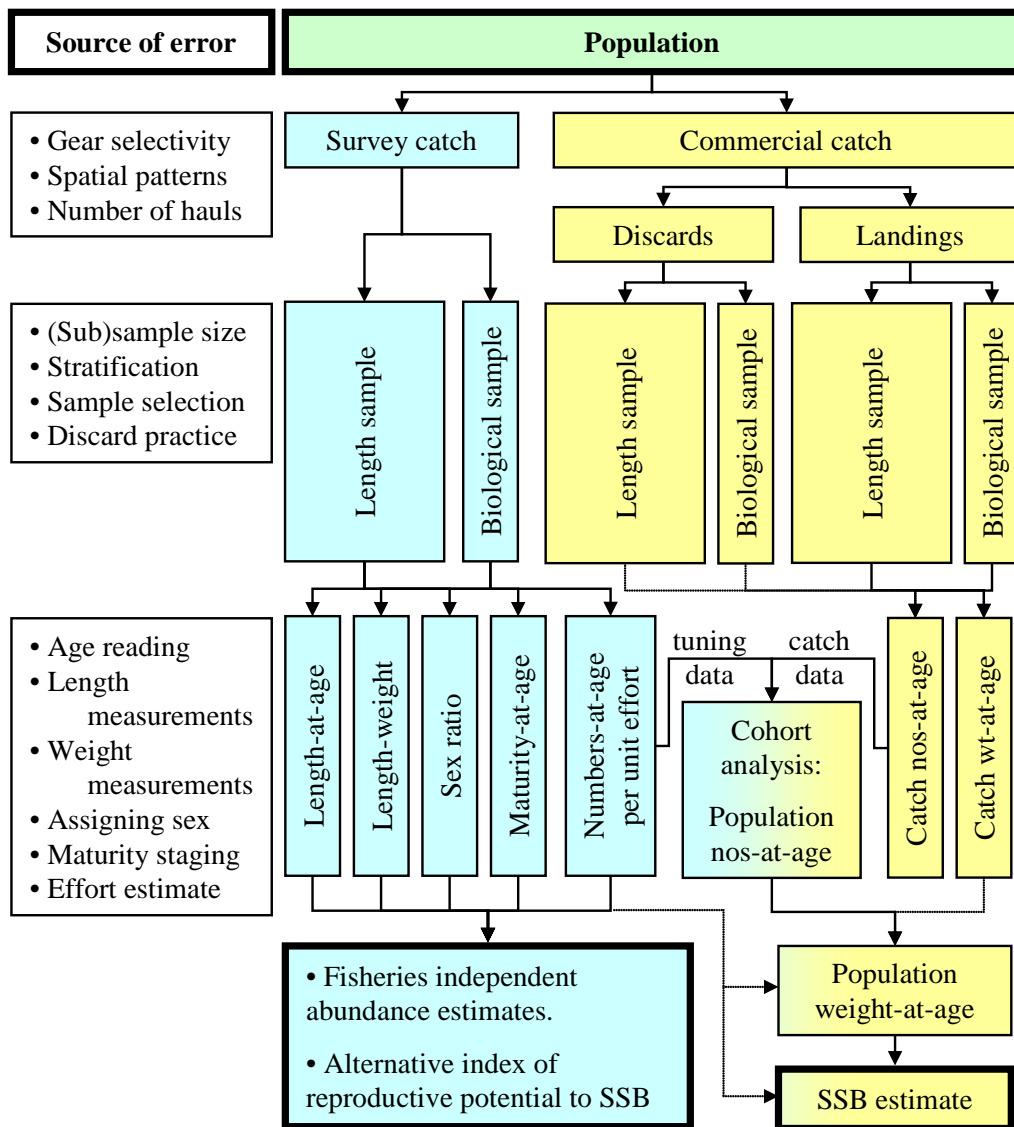 Source of error
Population
• Gear selectivity
• Spatial patterns
• Number of hauls
Survey catch
Commercial catch
Discards
Landings
• (Sub)sample size
• Stratification
• Sample selection
• Discard practice
Length sample
Biological sample
Length sample
Biological sample
Length sample
Biological sample
• Age reading
• Length
measurements
• Weight
measurements
• Assigning sex
• Maturity staging
• Effort estimate
Length-at-age
Length-weight
Sex ratio
Maturity-at-age
Numbers-at-age
per unit effort
tuning
data
catch
data
Cohort
analysis:
Population
nos-at-age
Catch nos-at-age
Catch wt-at-age
• Fisheries independent
abundance estimates.
• Alternative index of
reproductive potential to SSB
Population
weight-at-age
SSB estimate